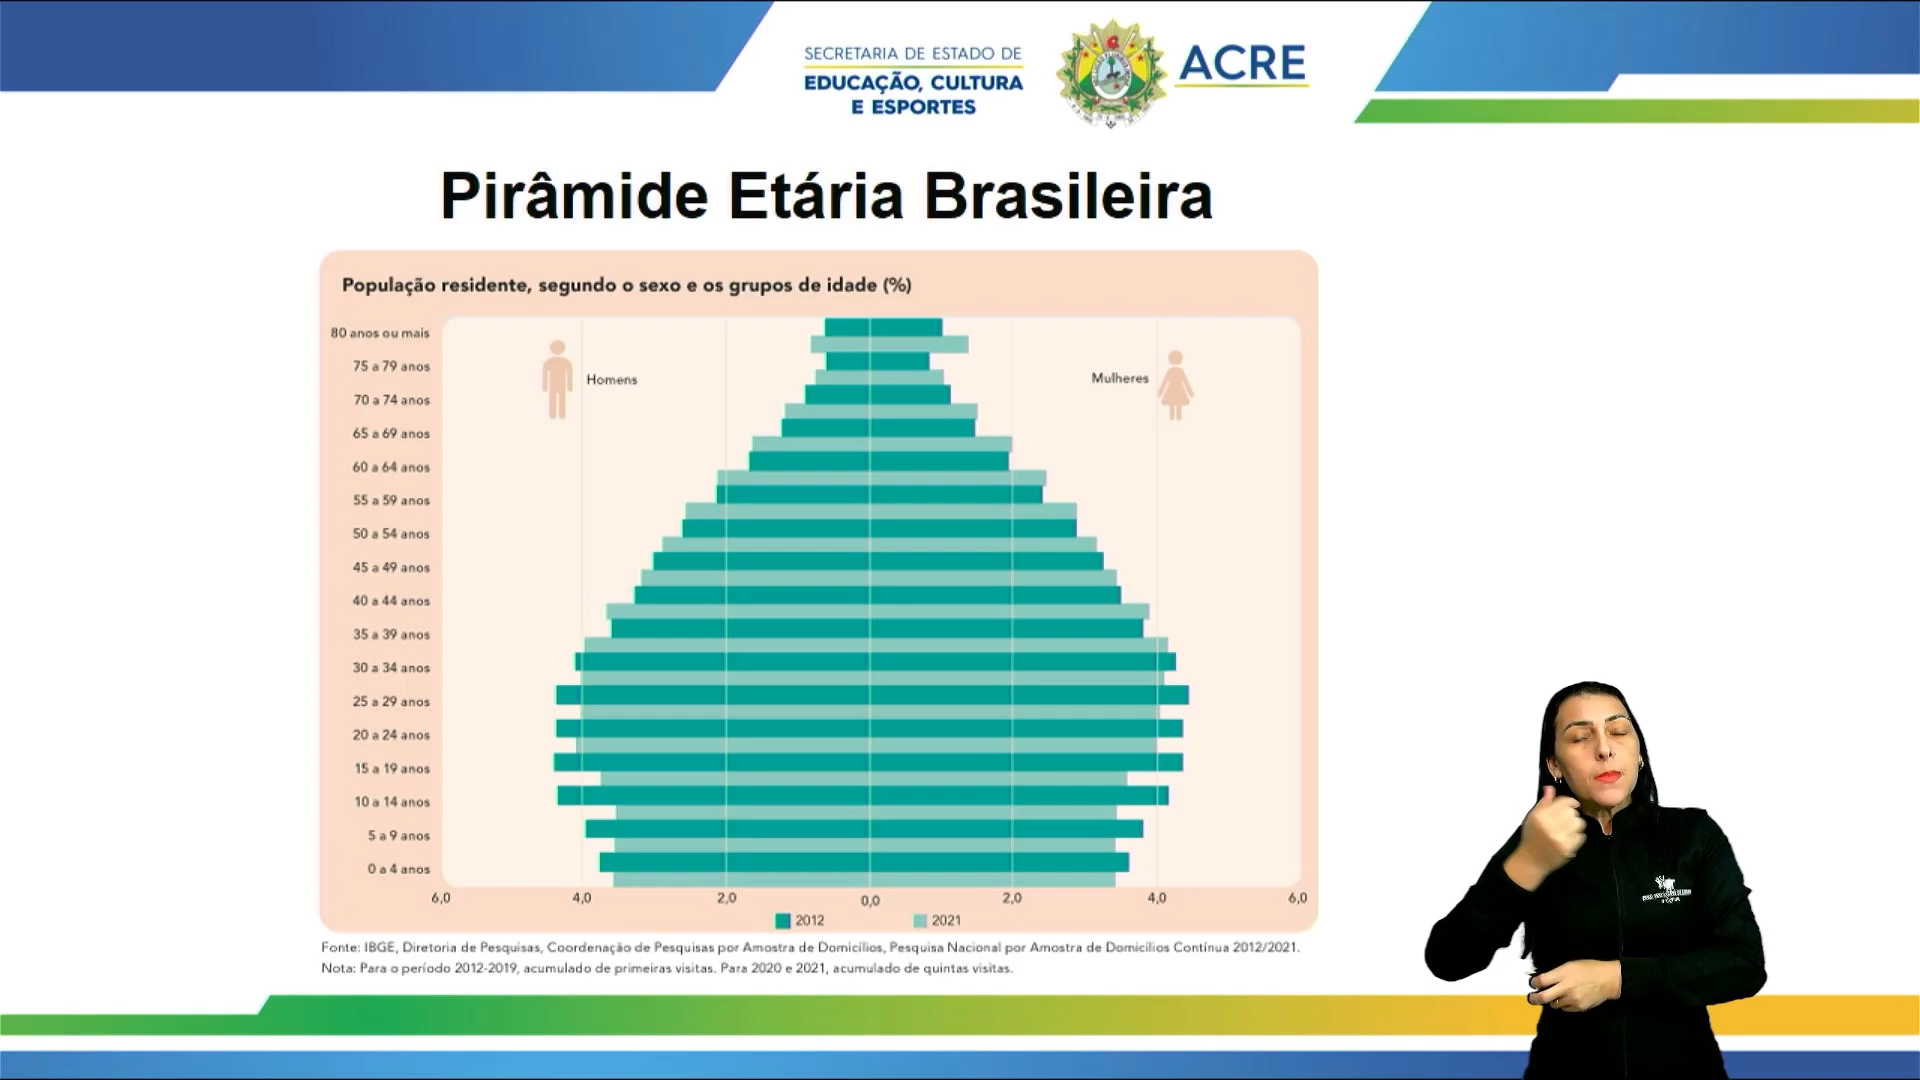 SECRETARIA DE ESTADO DE
EDUCAÇÃO, CULTURA
E ESPORTES
ACRE
Pirâmide Etária Brasileira
População residente, segundo o sexo e os grupos de idade (%)
80 anos ou mais
75 a 79 anos
70 a 74 anos
65 a 69 anos
60 a 64 anos
55 a 59 anos
50 a 54 anos
45 a 49 anos
40 a 44 anos
35 a 39 anos
30 a 34 anos
25 a 29 anos
20 a 24 anos
15 a 19 anos
10 a 14 anos
5 a 9 anos
0 a 4 anos
Homens
Mulheres
6,0 4,0 2,0 0,0 2,0 4,0 6,0
2012 2021
Fonte: IBGE, Diretoria de Pesquisas, Coordenação de Pesquisas por Amostra de Domicílios, Pesquisa Nacional por Amostra de Domicílios Contínua 2012/2021.
Nota: Para o período 2012-2019, acumulado de primeiras visitas. Para 2020 e 2021, acumulado de quintas visitas.